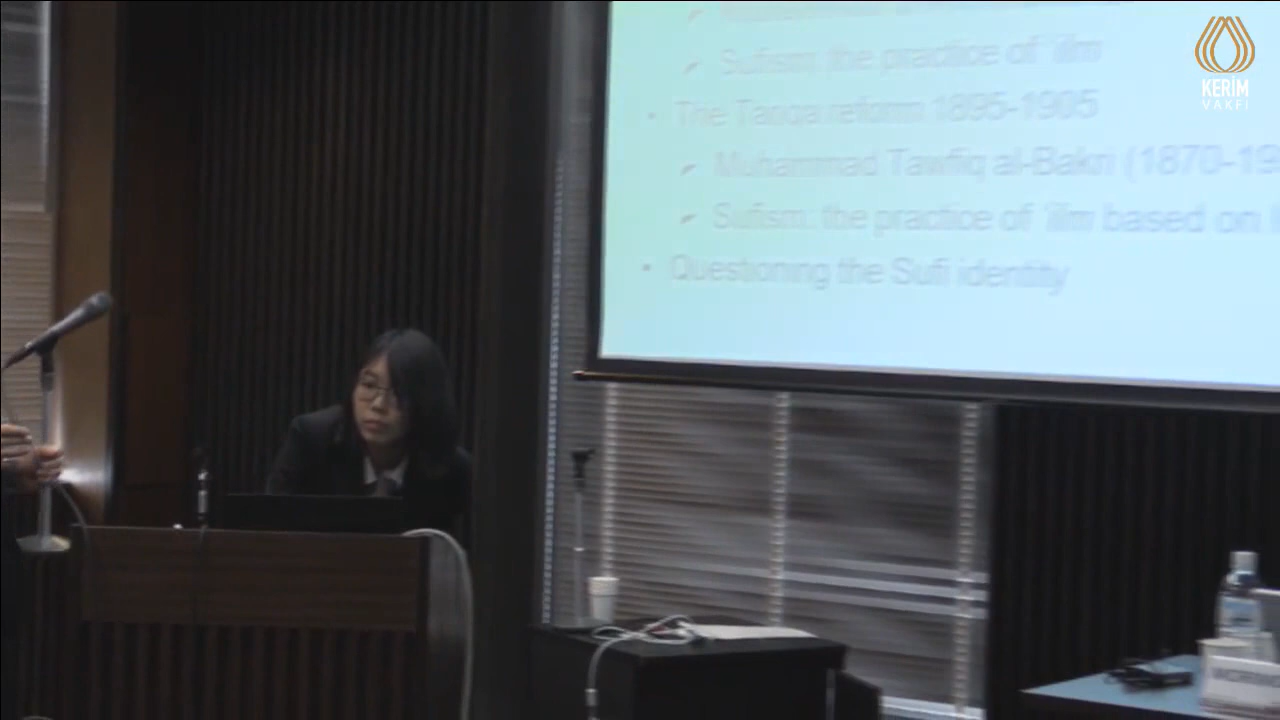 KERİM
VAKFI
Sufism: the practice of 'ilm
The Tariqa reform: 1895-1905
Muhammad Tawfiq al-Bakri (1870-19
Sufism: the practice of 'ilm based on
Questioning the Sufi identity